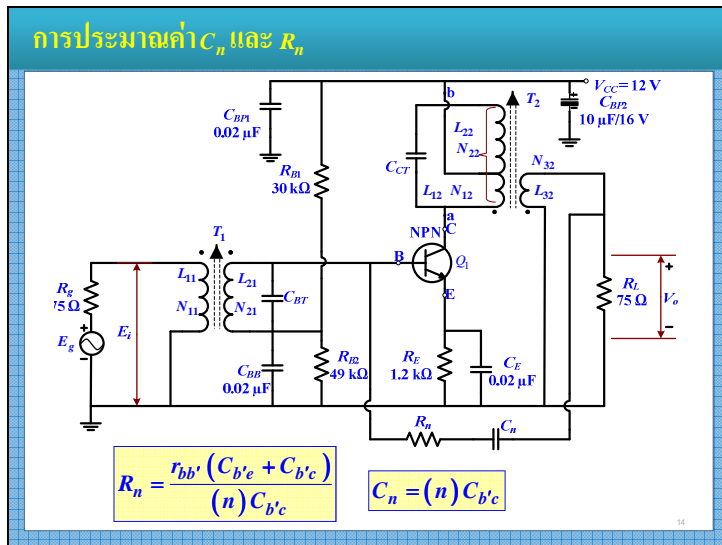 การประมาณค่า Cn และ Rn
VCC = 12 V
CBP2
10 µF/16 V
CBP1
0.02 µF
b
T2
L22
N22
CCT
N32
RB1
30 kΩ
L12
N12
L32
a
C
NPN
T1
B
Q1
L11
L21
Rg
75 Ω
CBT
E
RL
75 Ω
+
Vo
−
N11
N21
Ei
+
Eg
−
CBB
0.02 µF
RB2
49 kΩ
RE
1.2 kΩ
CE
0.02 µF
Rn
Cn
Rn = rbb' (Cb'e + Cb'c) / (n) Cb'c
Cn = (n) Cb'c
14